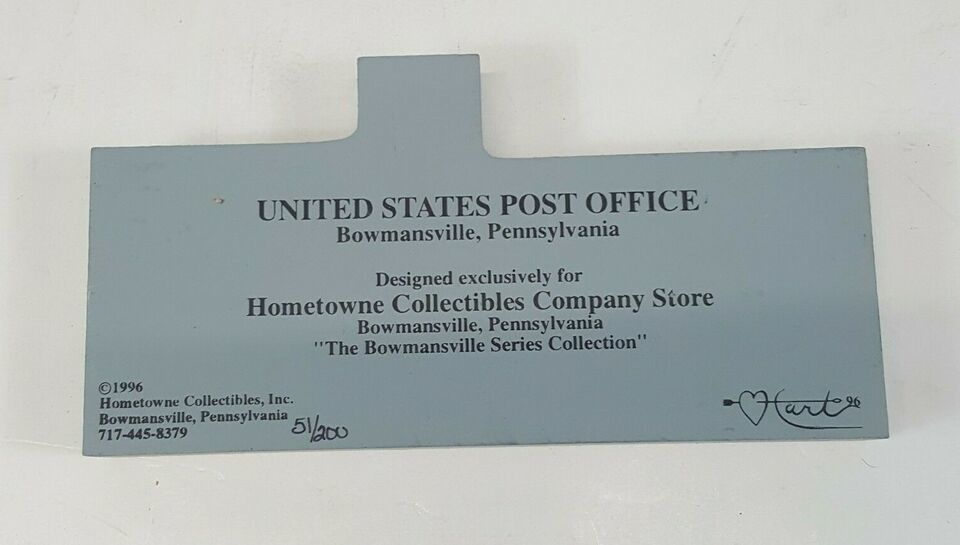 UNITED STATES POST OFFICE
Bowmansville, Pennsylvania
Designed exclusively for
Hometowne Collectibles Company Store
Bowmansville, Pennsylvania
"The Bowmansville Series Collection"
©1996
Hometowne Collectibles, Inc.
Bowmansville, Pennsylvania
717-445-8379
51/200
Hart 96